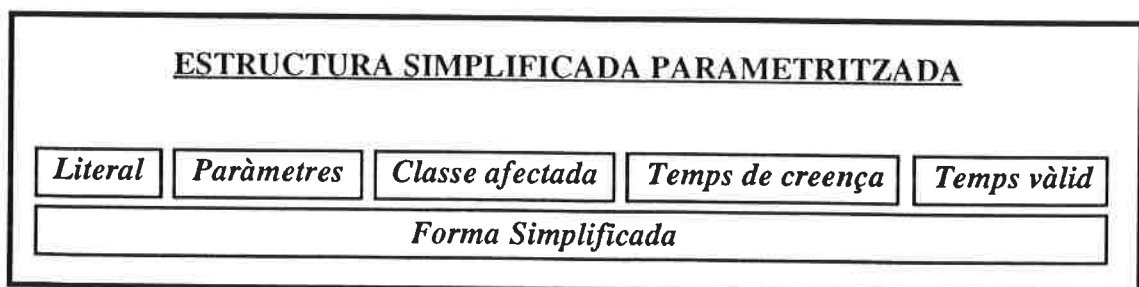 ESTRUCTURA SIMPLIFICADA PARAMETRITZADA
Literal Paràmetres Classe afectada Temps de creença Temps vàlid
Forma Simplificada